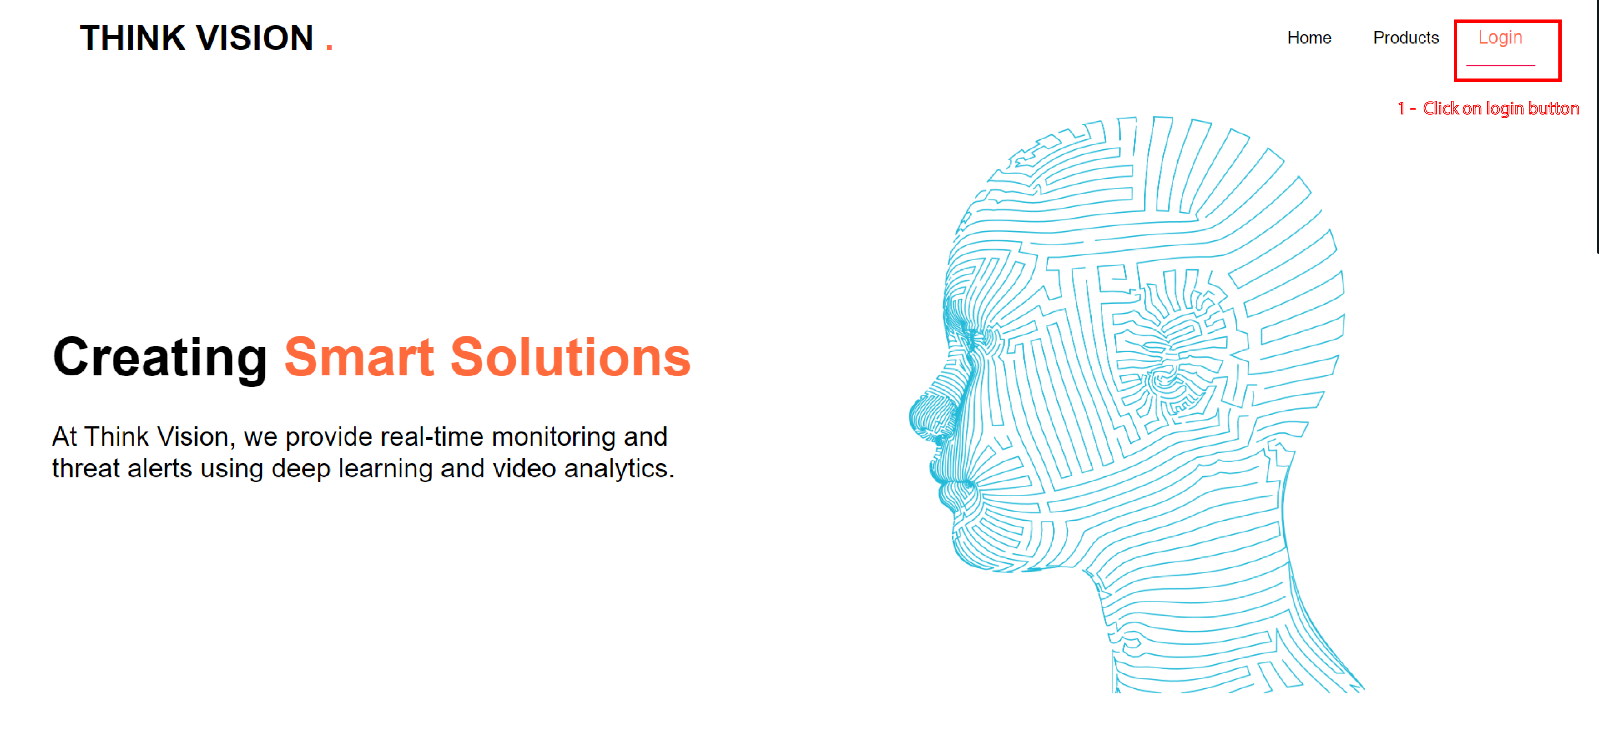 THINK VISION .
Home Products Login
1 - Click on login button
Creating Smart Solutions
At Think Vision, we provide real-time monitoring and
threat alerts using deep learning and video analytics.